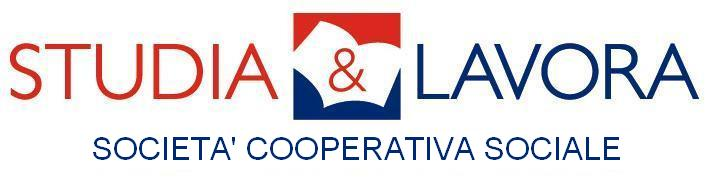 STUDIA & LAVORA
SOCIETA' COOPERATIVA SOCIALE